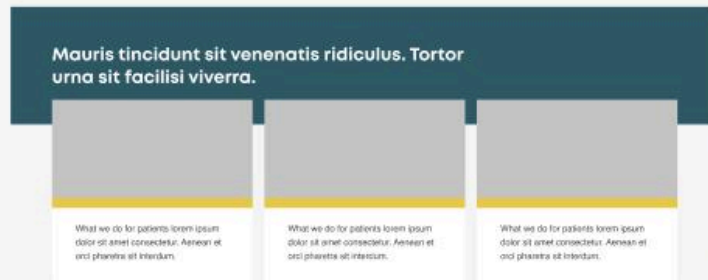 Mauris tincidunt sit venenatis ridiculus. Tortor
urna sit facilisi viverra.
What we do for patients lorem ipsum
dolor sit amet consectetur. Aenean et
orci pharetra sit interdum.
What we do for patients lorem ipsum
dolor sit amet consectetur. Aenean et
orci pharetra sit interdum.
What we do for patients lorem ipsum
dolor sit amet consectetur. Aenean et
orci pharetra sit interdum.